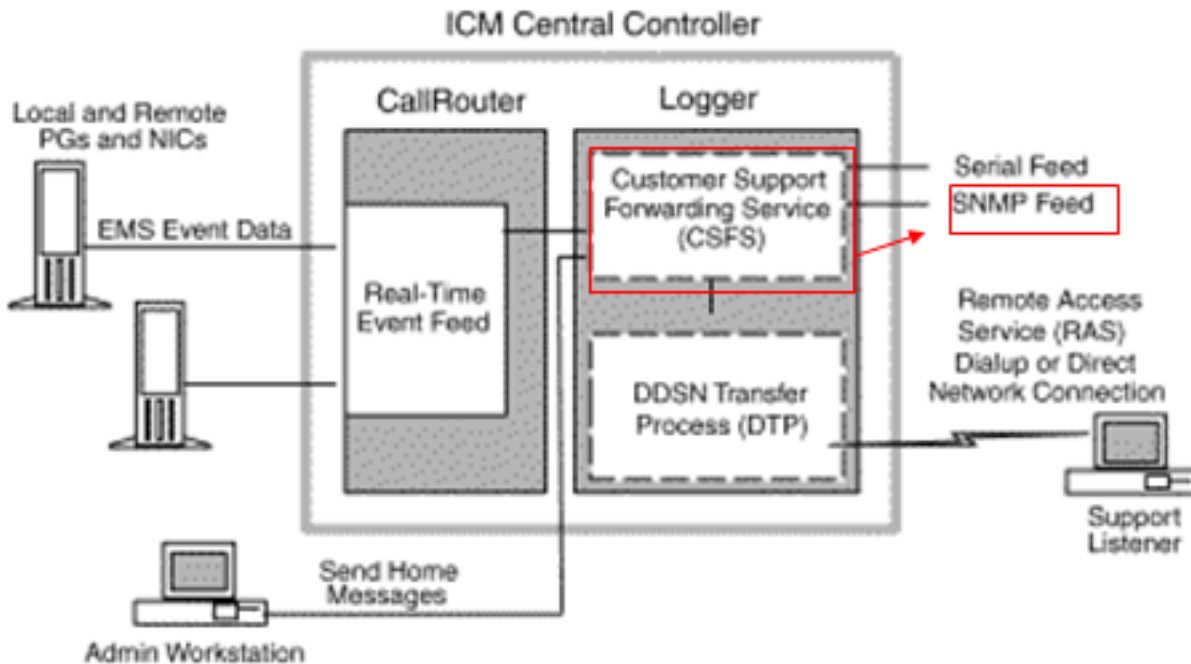 ICM Central Controller
Local and Remote
PGs and NICs
CallRouter
Logger
EMS Event Data
Real-Time
Event Feed
Customer Support
Forwarding Service
(CSFS)
Serial Feed
SNMP Feed
DDSN Transfer
Process (DTP)
Remote Access
Service (RAS)
Dialup or Direct
Network Connection
Support
Listener
Send Home
Messages
Admin Workstation